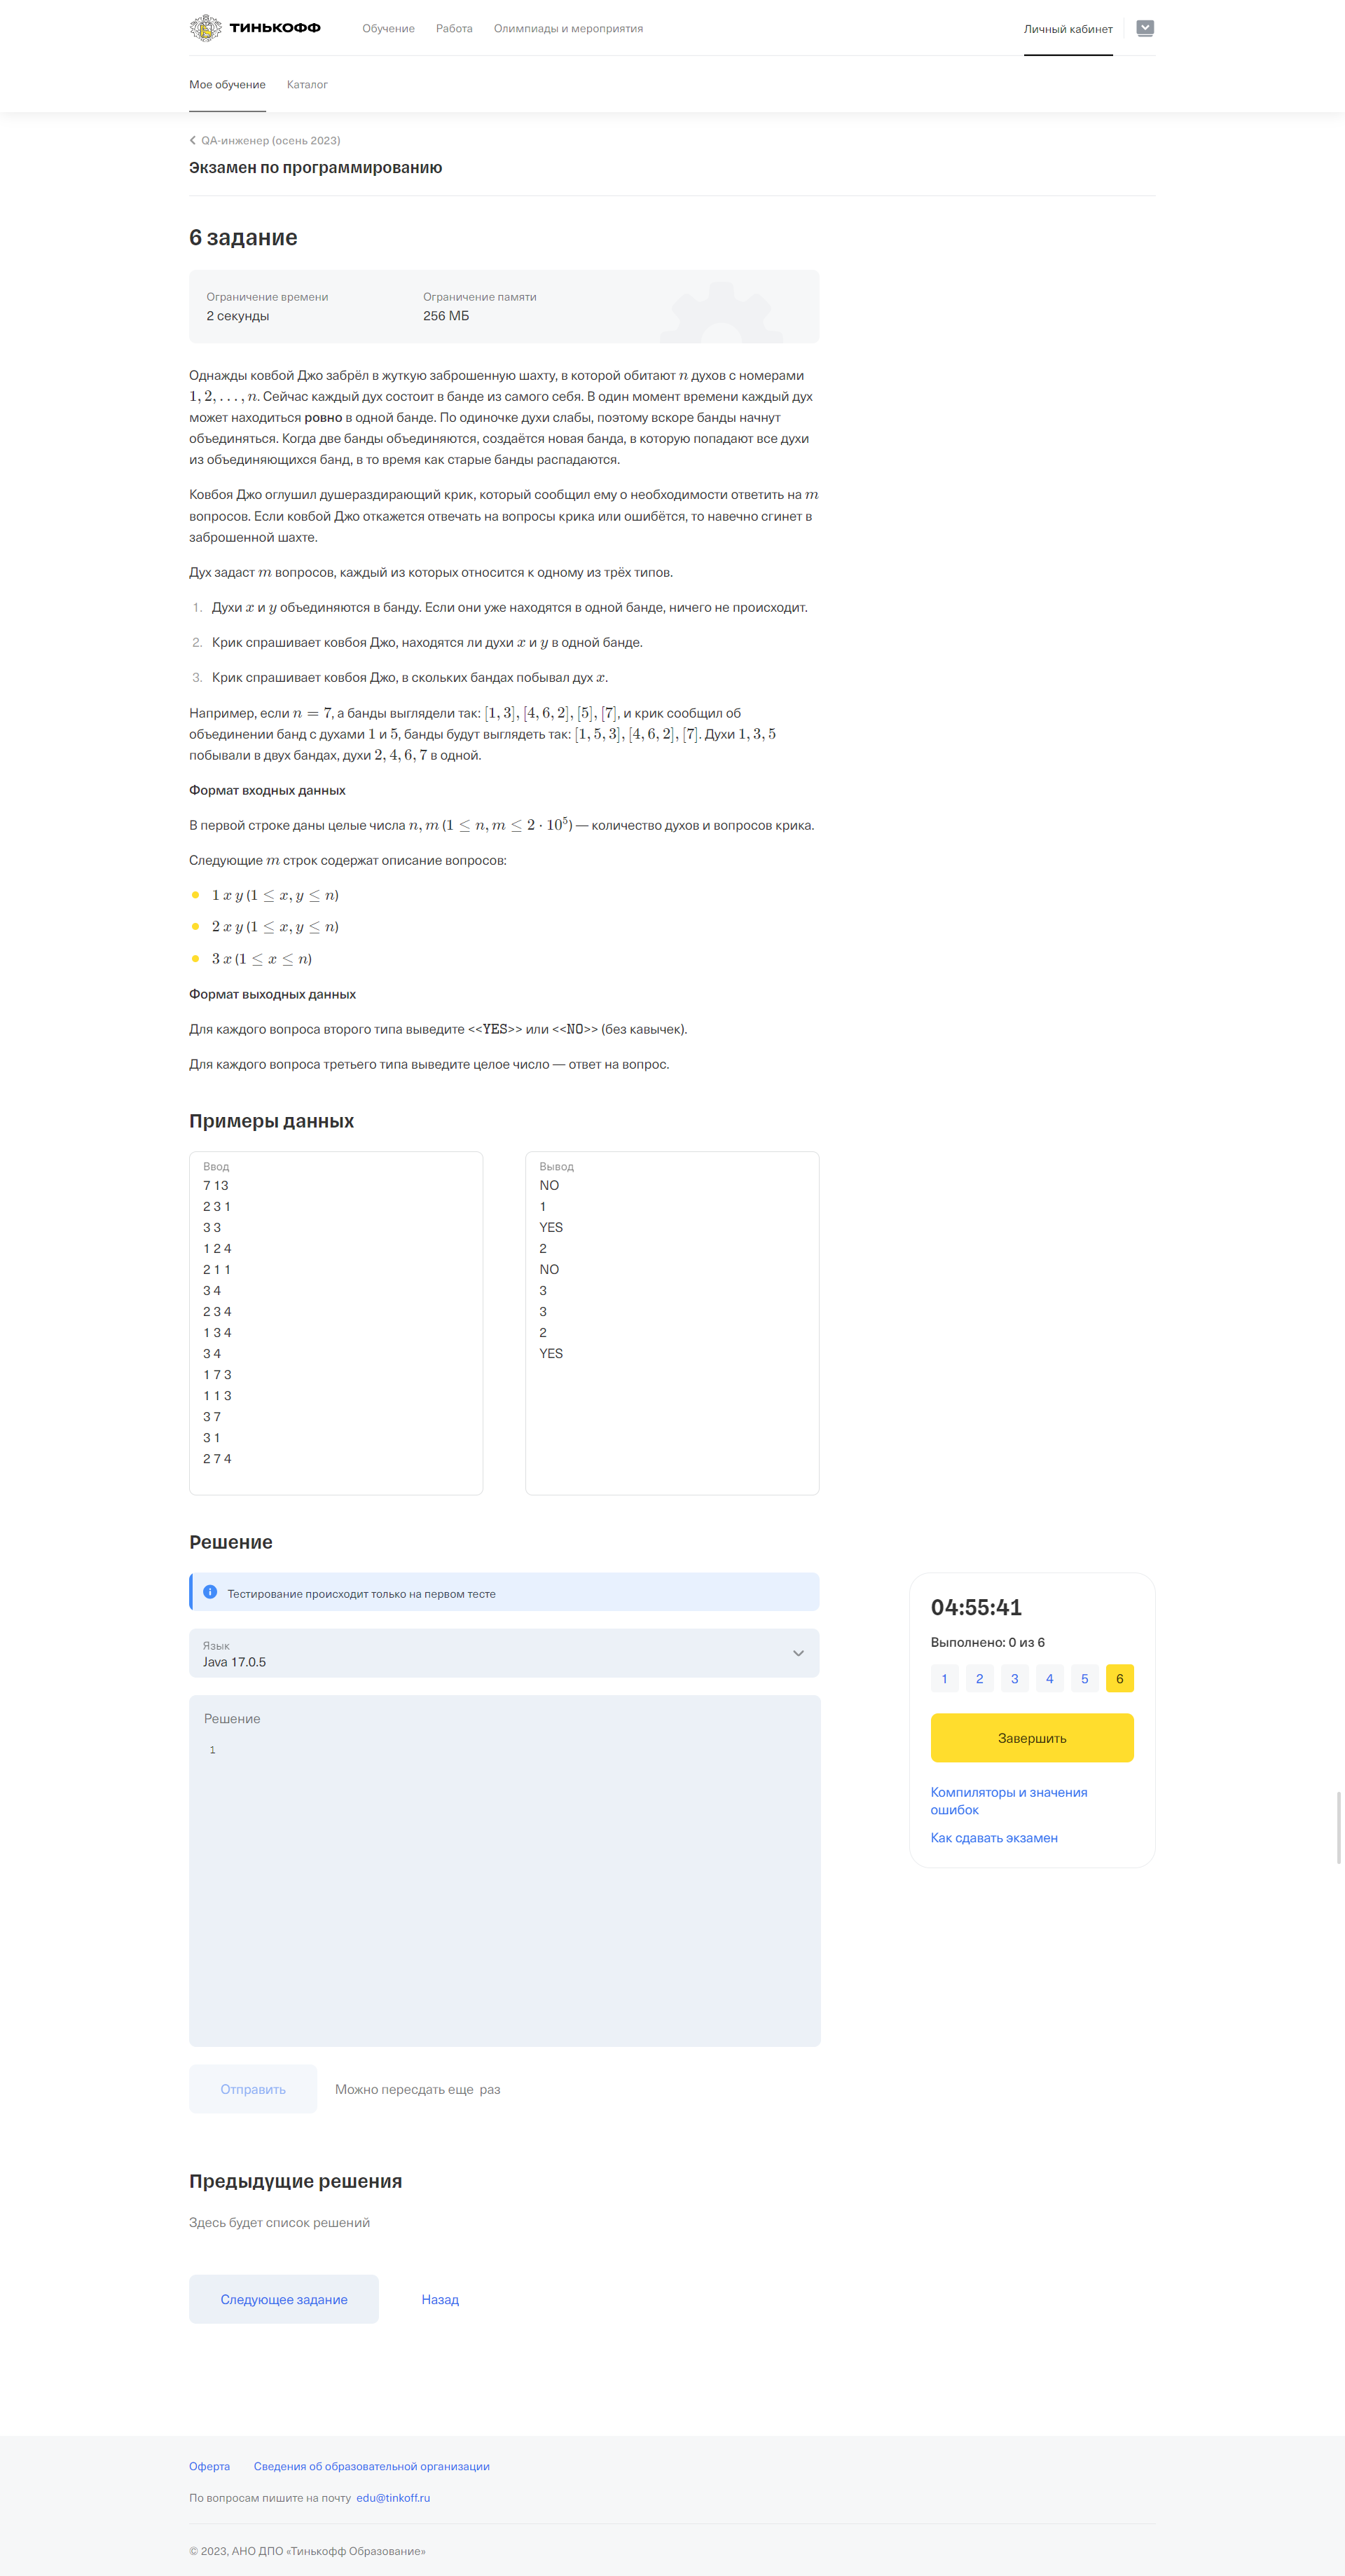 ТИНЬКОФФ
Обучение
Работа
Олимпиады и мероприятия
Личный кабинет
Мое обучение
Каталог
QA-инженер (осень 2023)
Экзамен по программированию
6 задание
Ограничение времени
2 секунды
Ограничение памяти
256 МБ
Однажды ковбой Джо забрёл в жуткую заброшенную шахту, в которой обитают n духов с номерами
1, 2, . . . , n. Сейчас каждый дух состоит в банде из самого себя. В один момент времени каждый дух
может находиться ровно в одной банде. По одиночке духи слабы, поэтому вскоре банды начнут
объединяться. Когда две банды объединяются, создаётся новая банда, в которую попадают все духи
из объединяющихся банд, в то время как старые банды распадаются.
Ковбоя Джо оглушил душераздирающий крик, который сообщил ему о необходимости ответить на m
вопросов. Если ковбой Джо откажется отвечать на вопросы крика или ошибётся, то навечно сгинет в
заброшенной шахте.
Дух задаст m вопросов, каждый из которых относится к одному из трёх типов.
1. Духи x и y объединяются в банду. Если они уже находятся в одной банде, ничего не происходит.
2. Крик спрашивает ковбоя Джо, находятся ли духи x и y в одной банде.
3. Крик спрашивает ковбоя Джо, в скольких бандах побывал дух x.
Например, если n = 7, а банды выглядели так: [1, 3], [4, 6, 2], [5], [7], и крик сообщил об
объединении банд с духами 1 и 5, банды будут выглядеть так: [1, 5, 3], [4, 6, 2], [7]. Духи 1, 3, 5
побывали в двух бандах, духи 2, 4, 6, 7 в одной.
Формат входных данных
В первой строке даны целые числа n, m (1 ≤ n, m ≤ 2 · 10⁵) — количество духов и вопросов крика.
Следующие m строк содержат описание вопросов:
1 x y (1 ≤ x, y ≤ n)
2 x y (1 ≤ x, y ≤ n)
3 x (1 ≤ x ≤ n)
Формат выходных данных
Для каждого вопроса второго типа выведите <<YES>> или <<NO>> (без кавычек).
Для каждого вопроса третьего типа выведите целое число — ответ на вопрос.
Примеры данных
Ввод
7 13
2 3 1
3 3
1 2 4
2 1 1
3 4
2 3 4
1 3 4
3 4
1 7 3
1 1 3
3 7
3 1
2 7 4
Вывод
NO
1
YES
2
NO
3
3
2
YES
Решение
Тестирование происходит только на первом тесте
Язык
Java 17.0.5
Решение
1
04:55:41
Выполнено: 0 из 6
1 2 3 4 5 6
Завершить
Компиляторы и значения
ошибок
Как сдавать экзамен
Отправить
Можно пересдать еще раз
Предыдущие решения
Здесь будет список решений
Следующее задание
Назад
Оферта
Сведения об образовательной организации
По вопросам пишите на почту edu@tinkoff.ru
© 2023, АНО ДПО «Тинькофф Образование»